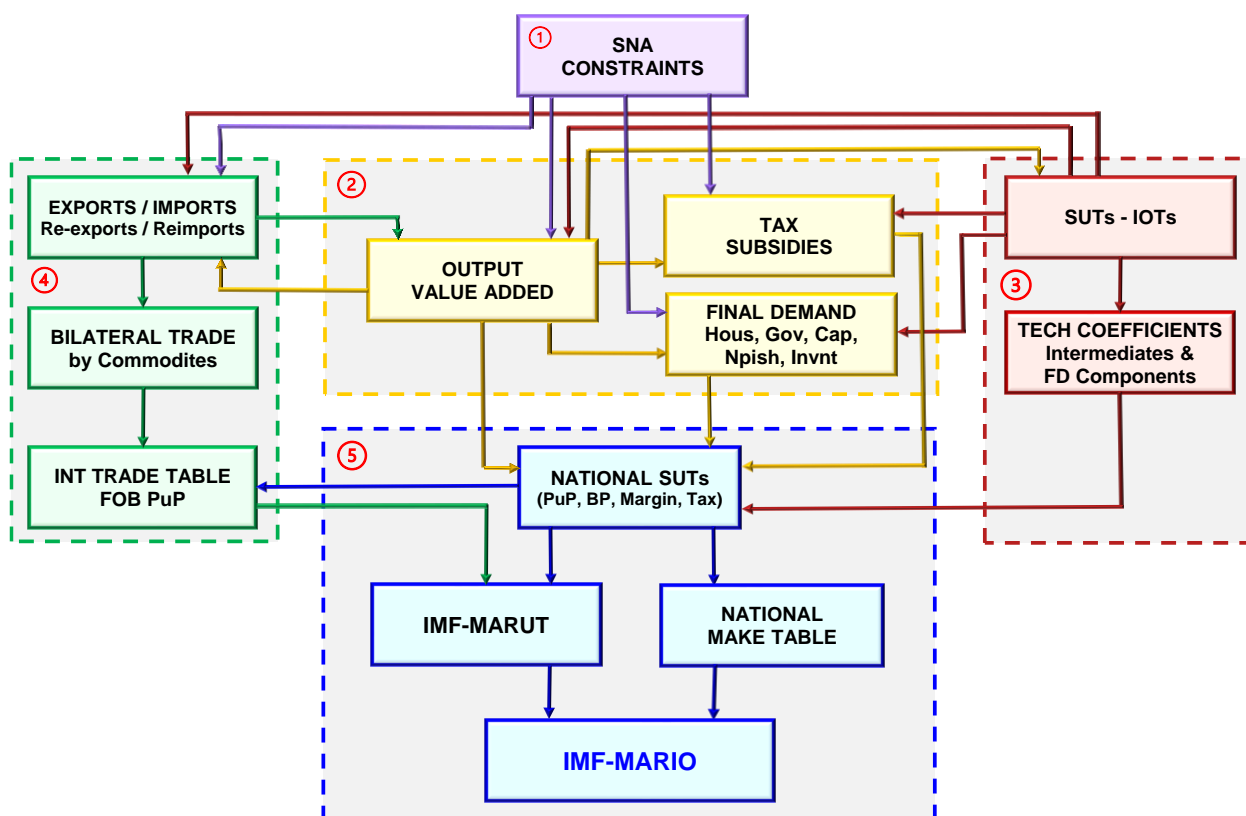 ①
SNA
CONSTRAINTS
②
③
④
⑤
EXPORTS / IMPORTS
Re-exports / Reimports
BILATERAL TRADE
by Commodites
INT TRADE TABLE
FOB PuP
OUTPUT
VALUE ADDED
TAX
SUBSIDIES
FINAL DEMAND
Hous, Gov, Cap,
Npish, Invnt
SUTs - IOTs
TECH COEFFICIENTS
Intermediates &
FD Components
NATIONAL SUTs
(PuP, BP, Margin, Tax)
IMF-MARUT
NATIONAL
MAKE TABLE
IMF-MARIO